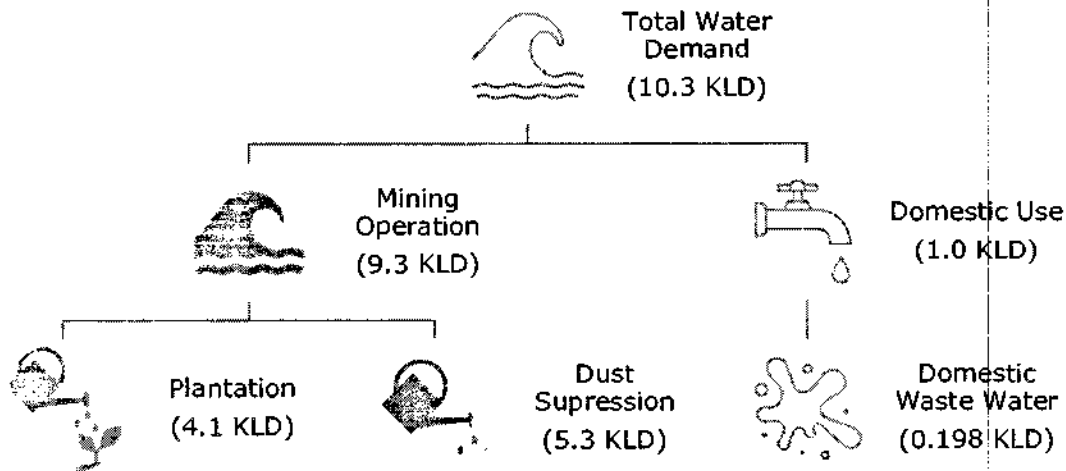 Total Water
Demand
(10.3 KLD)
Mining
Operation
(9.3 KLD)
Domestic Use
(1.0 KLD)
Plantation
(4.1 KLD)
Dust
Supression
(5.3 KLD)
Domestic
Waste Water
(0.198 KLD)